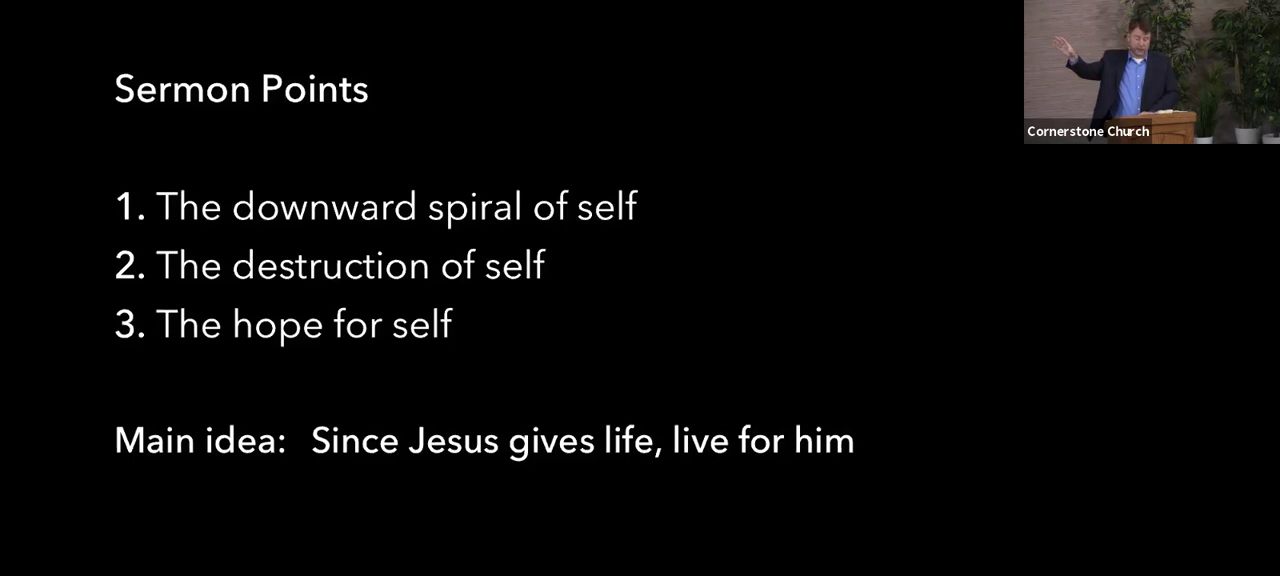 Sermon Points
1. The downward spiral of self
2. The destruction of self
3. The hope for self
Main idea: Since Jesus gives life, live for him
Cornerstone Church